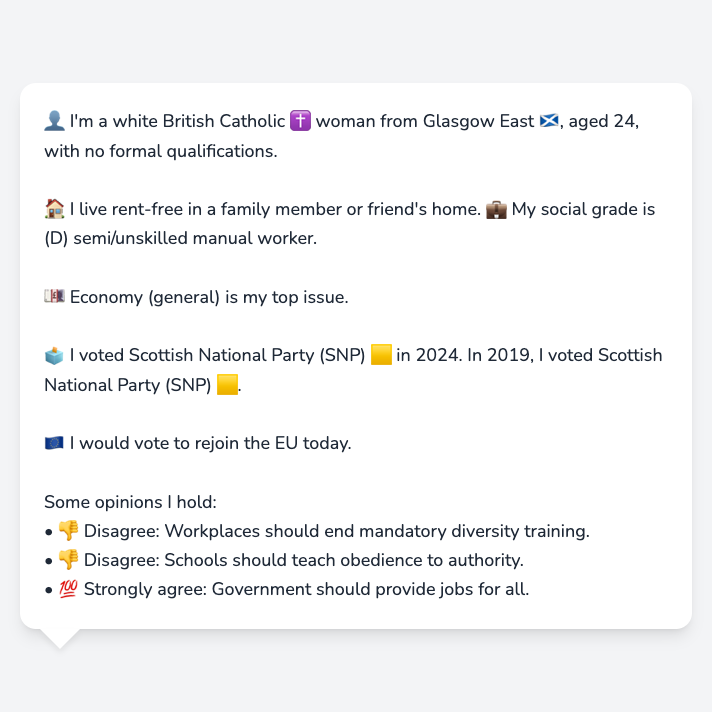 👤 I'm a white British Catholic ✝️ woman from Glasgow East 🏴󠁧󠁢󠁳󠁣󠁴󠁿, aged 24,
with no formal qualifications.
🏠 I live rent-free in a family member or friend's home. 💼 My social grade is
(D) semi/unskilled manual worker.
💷 Economy (general) is my top issue.
🗳️ I voted Scottish National Party (SNP) 🟨 in 2024. In 2019, I voted Scottish
National Party (SNP) 🟨.
🇪🇺 I would vote to rejoin the EU today.
Some opinions I hold:
• 👎 Disagree: Workplaces should end mandatory diversity training.
• 👎 Disagree: Schools should teach obedience to authority.
• 💯 Strongly agree: Government should provide jobs for all.